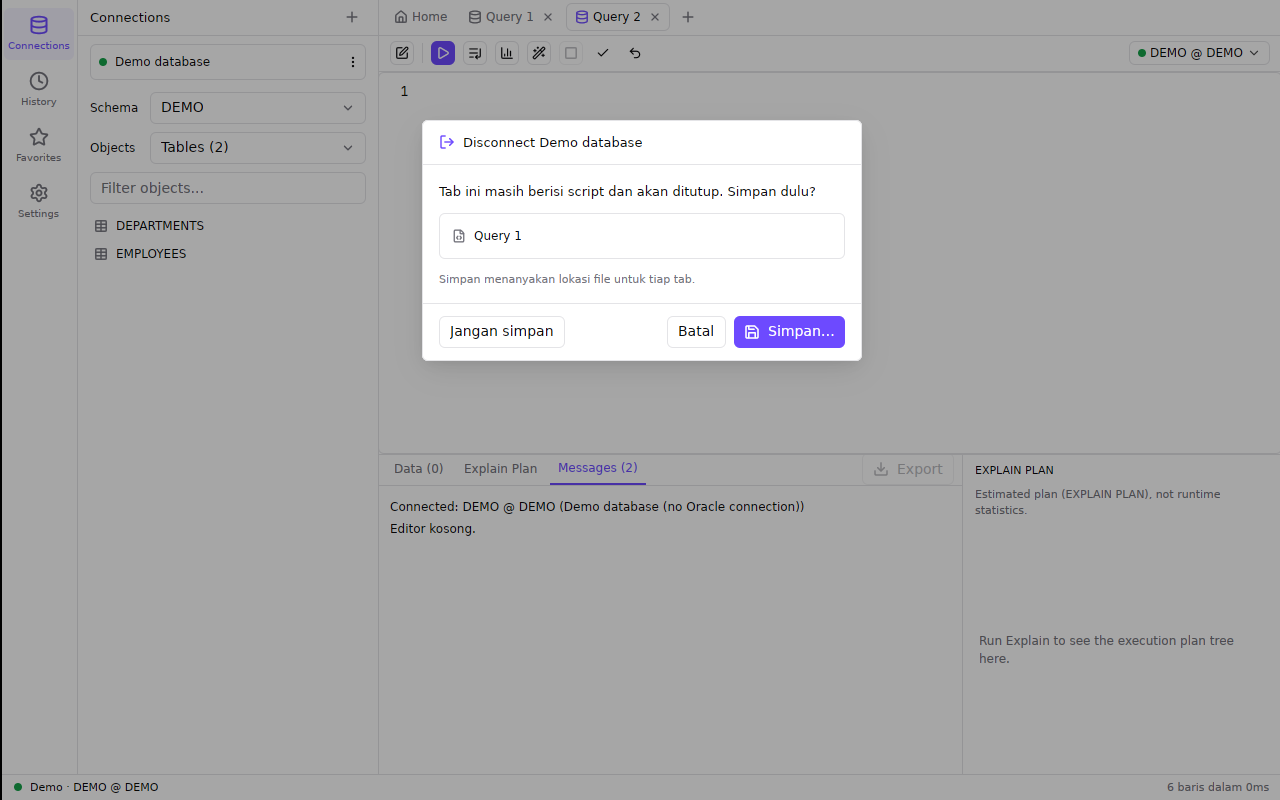 Connections
History
Favorites
Settings
Connections
Demo database
Schema
DEMO
Objects
Tables (2)
Filter objects...
DEPARTMENTS
EMPLOYEES
Home
Query 1
Query 2
DEMO @ DEMO
1
Disconnect Demo database
Tab ini masih berisi script dan akan ditutup. Simpan dulu?
Query 1
Simpan menanyakan lokasi file untuk tiap tab.
Jangan simpan
Batal
Simpan...
Data (0)
Explain Plan
Messages (2)
Export
Connected: DEMO @ DEMO (Demo database (no Oracle connection))
Editor kosong.
EXPLAIN PLAN
Estimated plan (EXPLAIN PLAN), not runtime
statistics.
Run Explain to see the execution plan tree
here.
Demo · DEMO @ DEMO
6 baris dalam 0ms